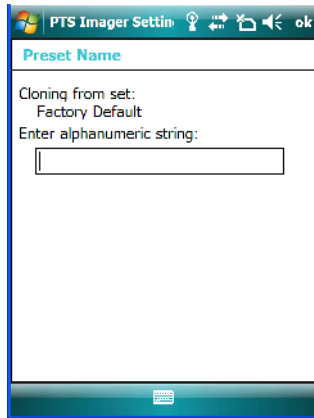 PTS Imager Settin
ok
Preset Name
Cloning from set:
Factory Default
Enter alphanumeric string: